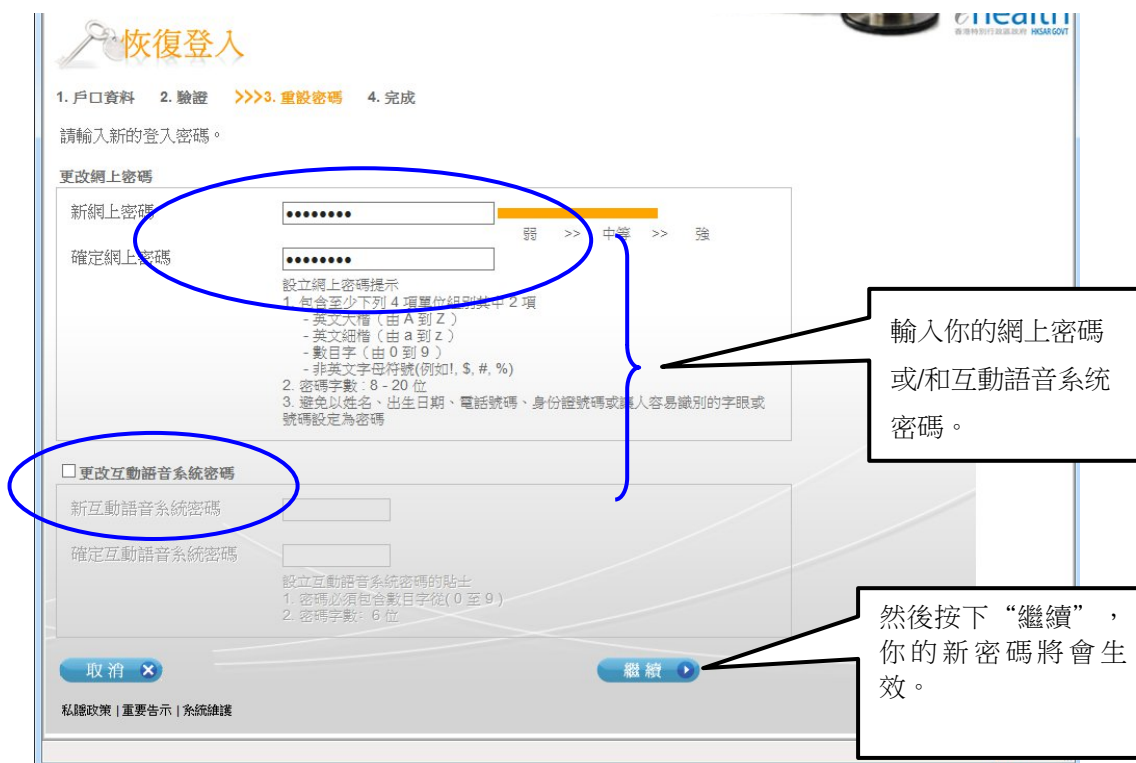 eHealth
香港特別行政區政府 HKSAR GOVT
恢復登入
1. 戶口資料 2. 驗證 >>>3. 重設密碼 4. 完成
請輸入新的登入密碼。
更改網上密碼
新網上密碼 ••••••••
弱 >> 中等 >> 強
確定網上密碼 ••••••••
設立網上密碼提示
1. 包含至少下列 4 項單位組別其中 2 項
- 英文大楷（由 A 到 Z ）
- 英文細楷（由 a 到 z ）
- 數目字（由 0 到 9 ）
- 非英文字母符號(例如!, $, #, %)
2. 密碼字數 : 8 - 20 位
3. 避免以姓名、出生日期、電話號碼、身份證號碼或讓人容易識別的字眼或
號碼設定為密碼
輸入你的網上密碼
或/和互動語音系統
密碼。
更改互動語音系統密碼
新互動語音系統密碼
確定互動語音系統密碼
設立互動語音系統密碼的貼士
1. 密碼必須包含數目字從( 0 至 9 )
2. 密碼字數: 6 位
然後按下“繼續”，
你的新密碼將會生
效。
取消 繼續
私隱政策 | 重要告示 | 系統維護